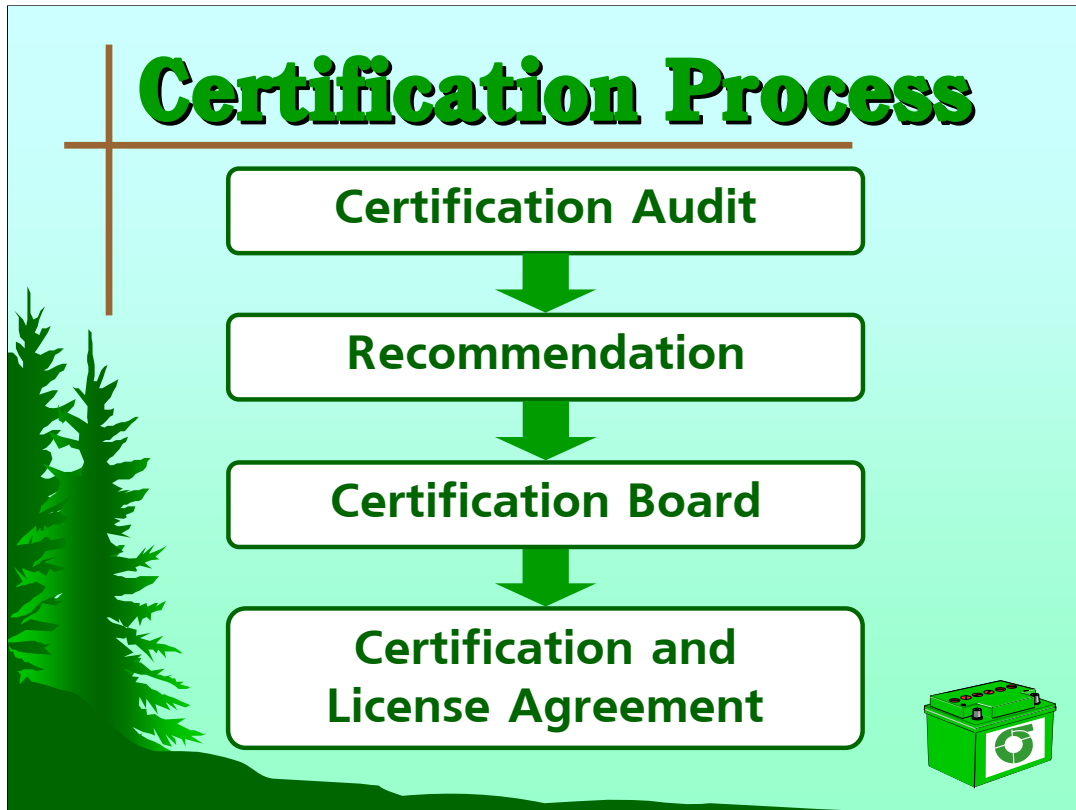 Certification Process
Certification Audit
Recommendation
Certification Board
Certification and
License Agreement